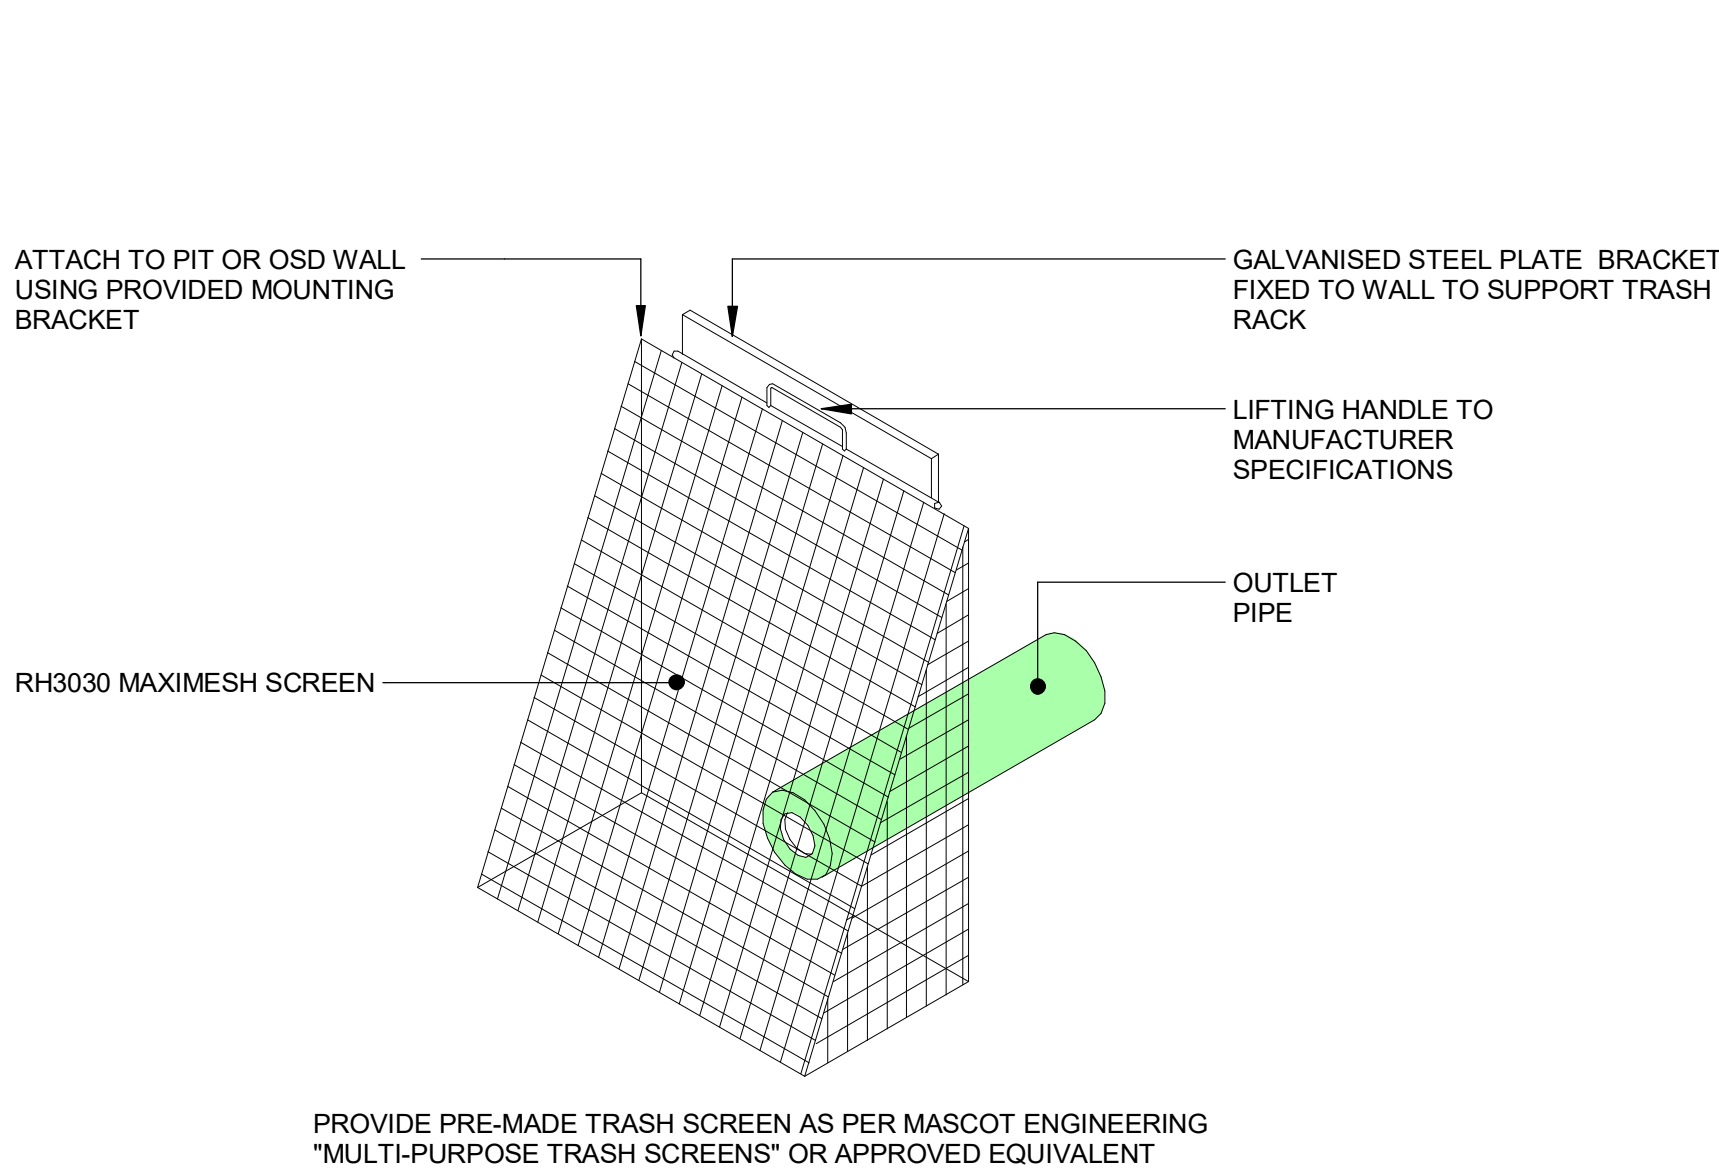 ATTACH TO PIT OR OSD WALL
USING PROVIDED MOUNTING
BRACKET
GALVANISED STEEL PLATE BRACKET
FIXED TO WALL TO SUPPORT TRASH
RACK
LIFTING HANDLE TO
MANUFACTURER
SPECIFICATIONS
OUTLET
PIPE
RH3030 MAXIMESH SCREEN
PROVIDE PRE-MADE TRASH SCREEN AS PER MASCOT ENGINEERING
"MULTI-PURPOSE TRASH SCREENS" OR APPROVED EQUIVALENT